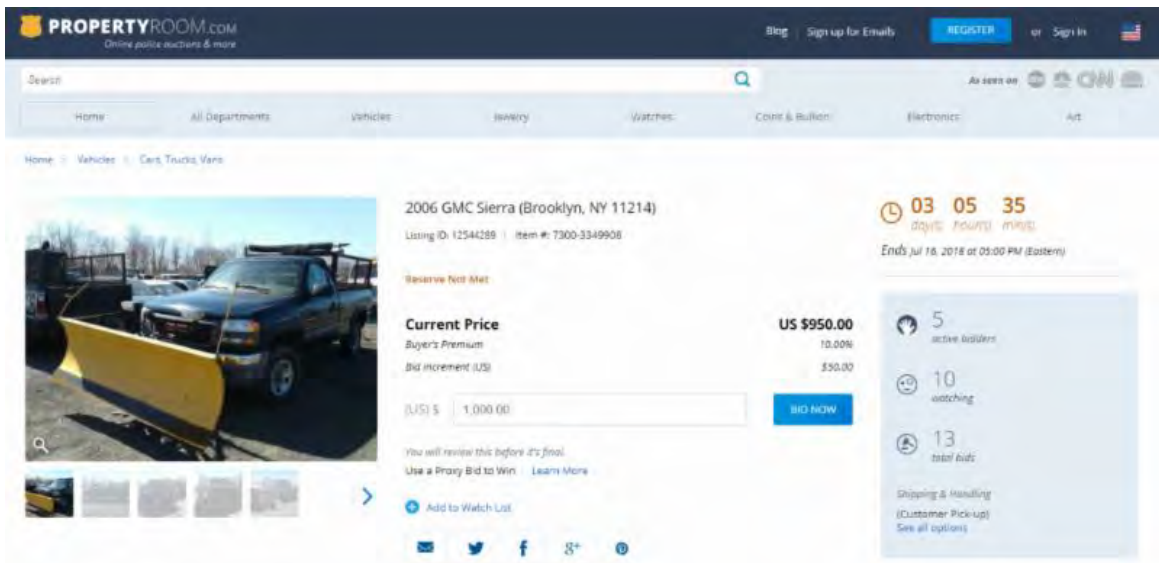 PROPERTYROOM.COM
Online police auctions & more
Blog Sign up for Emails REGISTER or Sign In
Search
As seen on CNN
Home All Departments Vehicles Jewelry Watches Coins & Bullion Electronics Art
Home Vehicles Cars, Trucks, Vans
2006 GMC Sierra (Brooklyn, NY 11214)
Listing ID: 12544289 | Item #: 7300-3349908
Reserve Not Met
Current Price US $950.00
Buyer's Premium 10.00%
Bid Increment (US) $50.00
(US) $ 1,000.00 BID NOW
You will review this before it's final.
Use a Proxy Bid to Win Learn More
Add to Watch List
03 05 35
day(s) hour(s) min(s)
Ends Jul 16, 2018 at 05:00 PM (Eastern)
5
active bidders
10
watching
13
total bids
Shipping & Handling
(Customer Pick-up)
See all options